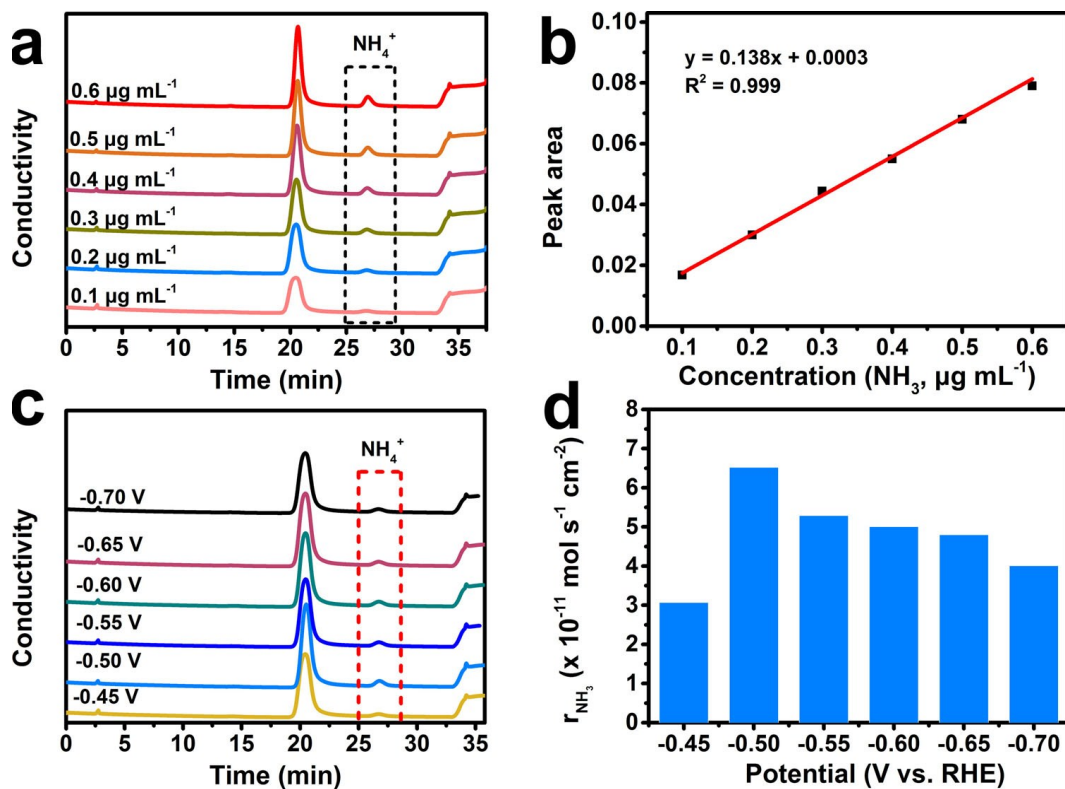 a
NH₄⁺
0.6 μg mL⁻¹
0.5 μg mL⁻¹
0.4 μg mL⁻¹
0.3 μg mL⁻¹
0.2 μg mL⁻¹
0.1 μg mL⁻¹
Conductivity
0 5 10 15 20 25 30 35
Time (min)
b
y = 0.138x + 0.0003
R² = 0.999
Peak area
0.10
0.08
0.06
0.04
0.02
0.00
0.1 0.2 0.3 0.4 0.5 0.6
Concentration (NH₃, μg mL⁻¹)
c
NH₄⁺
-0.70 V
-0.65 V
-0.60 V
-0.55 V
-0.50 V
-0.45 V
Conductivity
0 5 10 15 20 25 30 35
Time (min)
d
r_NH₃ (x 10⁻¹¹ mol s⁻¹ cm⁻²)
8
7
6
5
4
3
2
1
0
-0.45 -0.50 -0.55 -0.60 -0.65 -0.70
Potential (V vs. RHE)